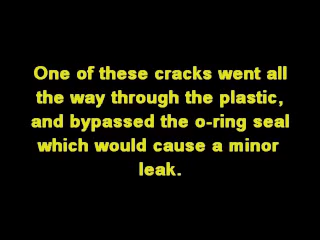 One of these cracks went all
the way through the plastic,
and bypassed the o-ring seal
which would cause a minor
leak.